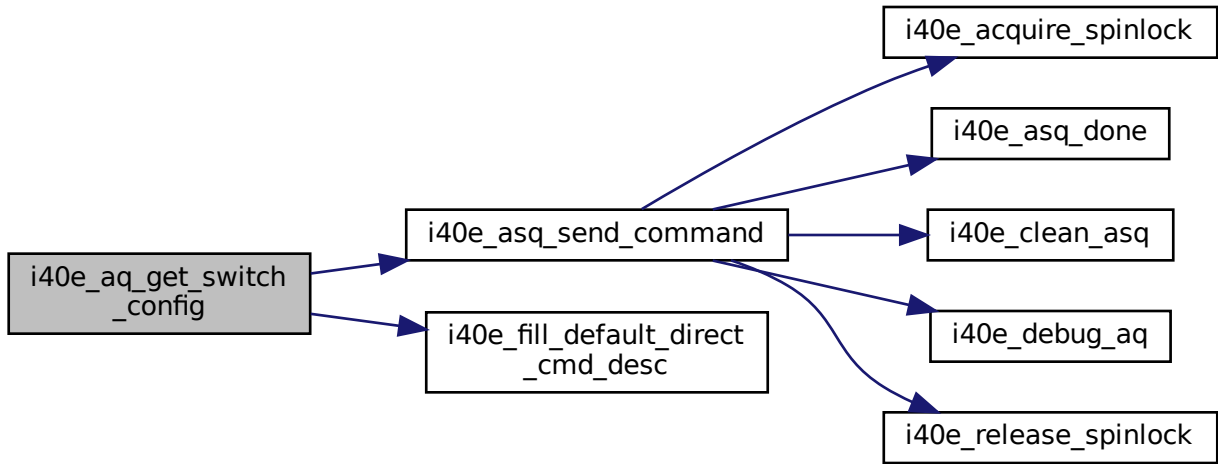 i40e_acquire_spinlock
i40e_asq_done
i40e_asq_send_command
i40e_clean_asq
i40e_aq_get_switch
_config
i40e_fill_default_direct
_cmd_desc
i40e_debug_aq
i40e_release_spinlock